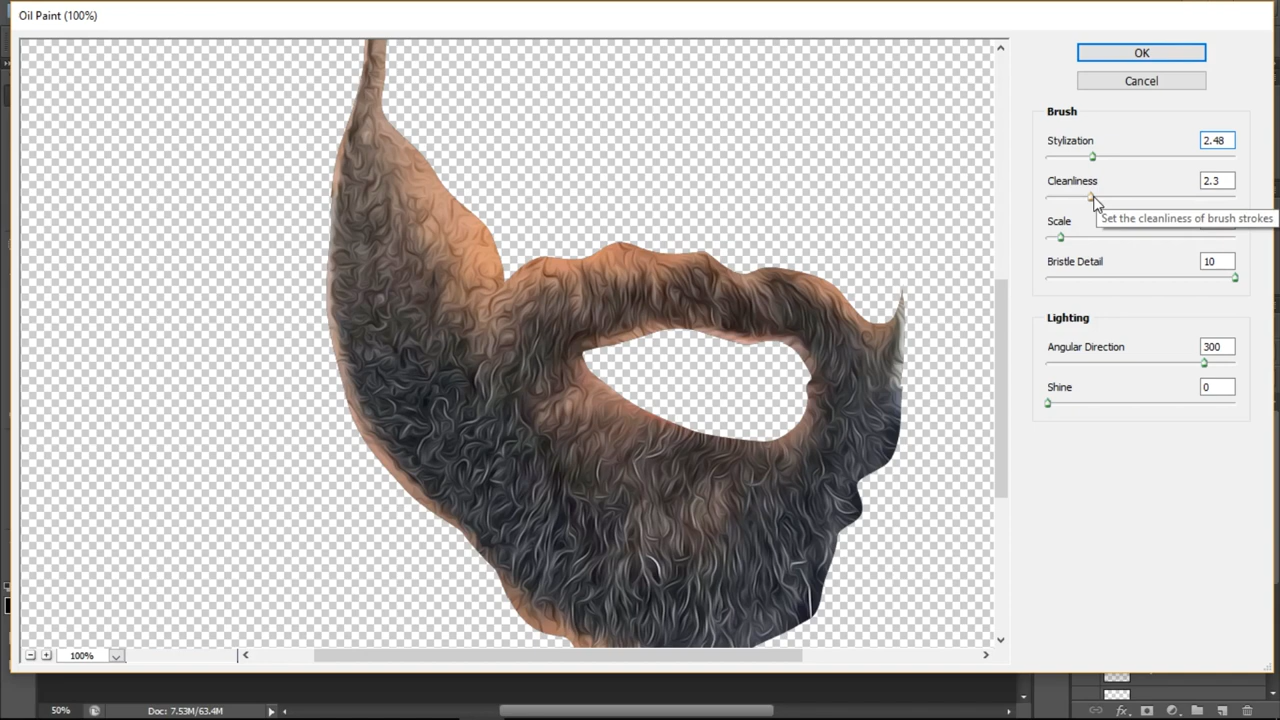 Oil Paint (100%)
OK
Cancel
Brush
Stylization
2.48
Cleanliness
2.3
Set the cleanliness of brush strokes
Scale
Bristle Detail
10
Lighting
Angular Direction
300
Shine
0
100%
50%
Doc: 7.53M/63.4M
fx